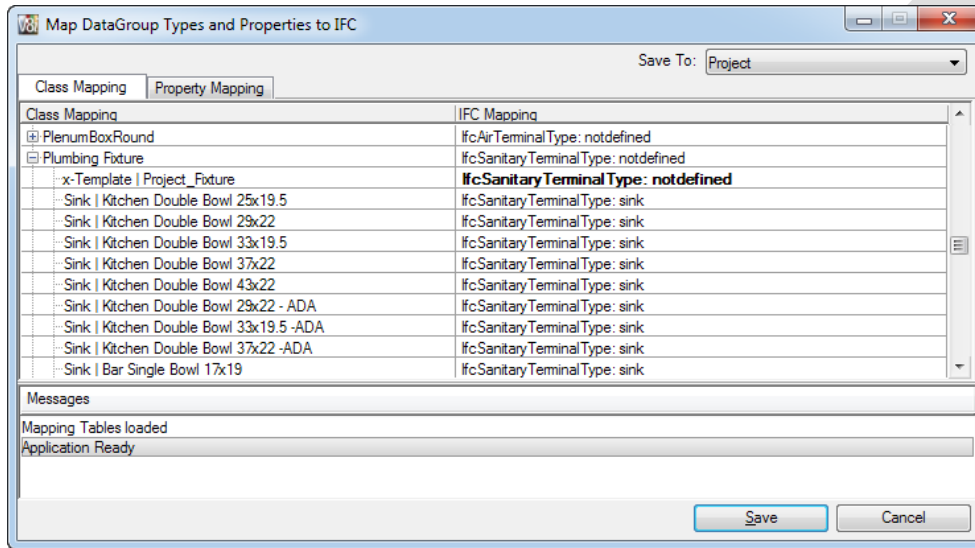 V8i Map DataGroup Types and Properties to IFC
Save To: Project
Class Mapping Property Mapping
Class Mapping IFC Mapping
PlenumBoxRound IfcAirTerminalType: notdefined
Plumbing Fixture IfcSanitaryTerminalType: notdefined
x-Template | Project_Fixture IfcSanitaryTerminalType: notdefined
Sink | Kitchen Double Bowl 25x19.5 IfcSanitaryTerminalType: sink
Sink | Kitchen Double Bowl 29x22 IfcSanitaryTerminalType: sink
Sink | Kitchen Double Bowl 33x19.5 IfcSanitaryTerminalType: sink
Sink | Kitchen Double Bowl 37x22 IfcSanitaryTerminalType: sink
Sink | Kitchen Double Bowl 43x22 IfcSanitaryTerminalType: sink
Sink | Kitchen Double Bowl 29x22 - ADA IfcSanitaryTerminalType: sink
Sink | Kitchen Double Bowl 33x19.5 -ADA IfcSanitaryTerminalType: sink
Sink | Kitchen Double Bowl 37x22 -ADA IfcSanitaryTerminalType: sink
Sink | Bar Single Bowl 17x19 IfcSanitaryTerminalType: sink
Messages
Mapping Tables loaded
Application Ready
Save Cancel